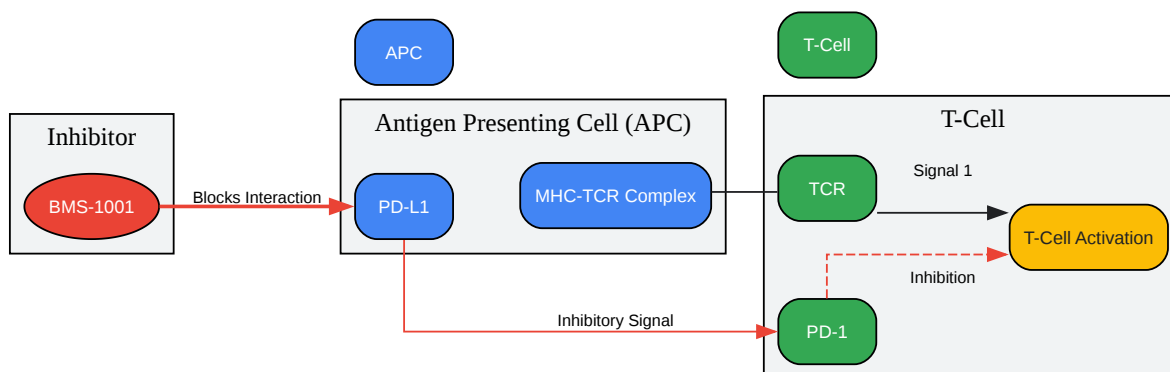 APC
T-Cell
Inhibitor
Antigen Presenting Cell (APC)
T-Cell
BMS-1001
Blocks Interaction
PD-L1
MHC-TCR Complex
TCR
Signal 1
T-Cell Activation
Inhibition
Inhibitory Signal
PD-1